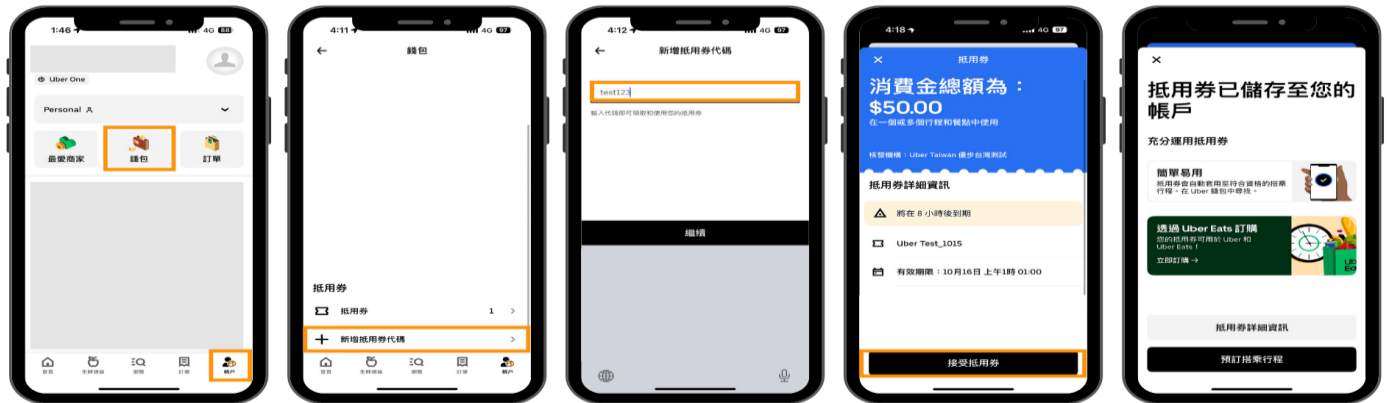 1:46
4G 88
Uber One
Personal
最愛商家
錢包
訂單
首頁
生鮮雜貨
瀏覽
訂單
帳戶
4:11
4G 97
錢包
抵用券
抵用券 1
新增抵用券代碼
首頁
生鮮雜貨
瀏覽
訂單
帳戶
4:12
4G 97
新增抵用券代碼
test123
輸入代碼即可領取和使用您的抵用券
繼續
4:18
4G 97
抵用券
消費金總額為：
$50.00
在一個或多個行程和餐點中使用
核發機構：Uber Taiwan 優步台灣測試
抵用券詳細資訊
將在 8 小時後到期
Uber Test_1015
有效期限：10月16日 上午1時 01:00
接受抵用券
抵用券已儲存至您的
帳戶
充分運用抵用券
簡單易用
抵用券會自動套用至符合資格的搭乘
行程。在 Uber 錢包中尋找。
透過 Uber Eats 訂購
您的抵用券可用於 Uber 和
Uber Eats！
立即訂購 →
抵用券詳細資訊
預訂搭乘行程